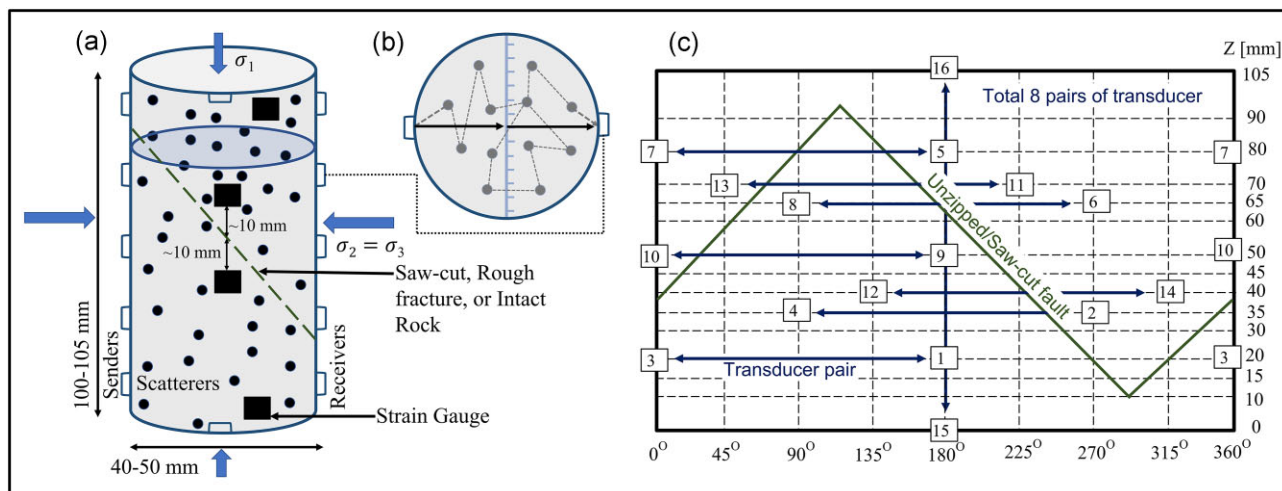 (a)
σ₁
100-105 mm
~10 mm
~10 mm
σ₂ = σ₃
Saw-cut, Rough
fracture, or Intact
Rock
Senders
Scatterers
Receivers
Strain Gauge
40-50 mm
(b)
(c)
Z [mm]
16
105
Total 8 pairs of transducer
90
7
5
7
80
13
11
70
8
6
65
60
Unzipped/Saw-cut fault
10
9
10
50
12
14
40
4
2
35
30
3
1
3
20
Transducer pair
15
10
15
0
0ᴼ
45ᴼ
90ᴼ
135ᴼ
180ᴼ
225ᴼ
270ᴼ
315ᴼ
360ᴼ